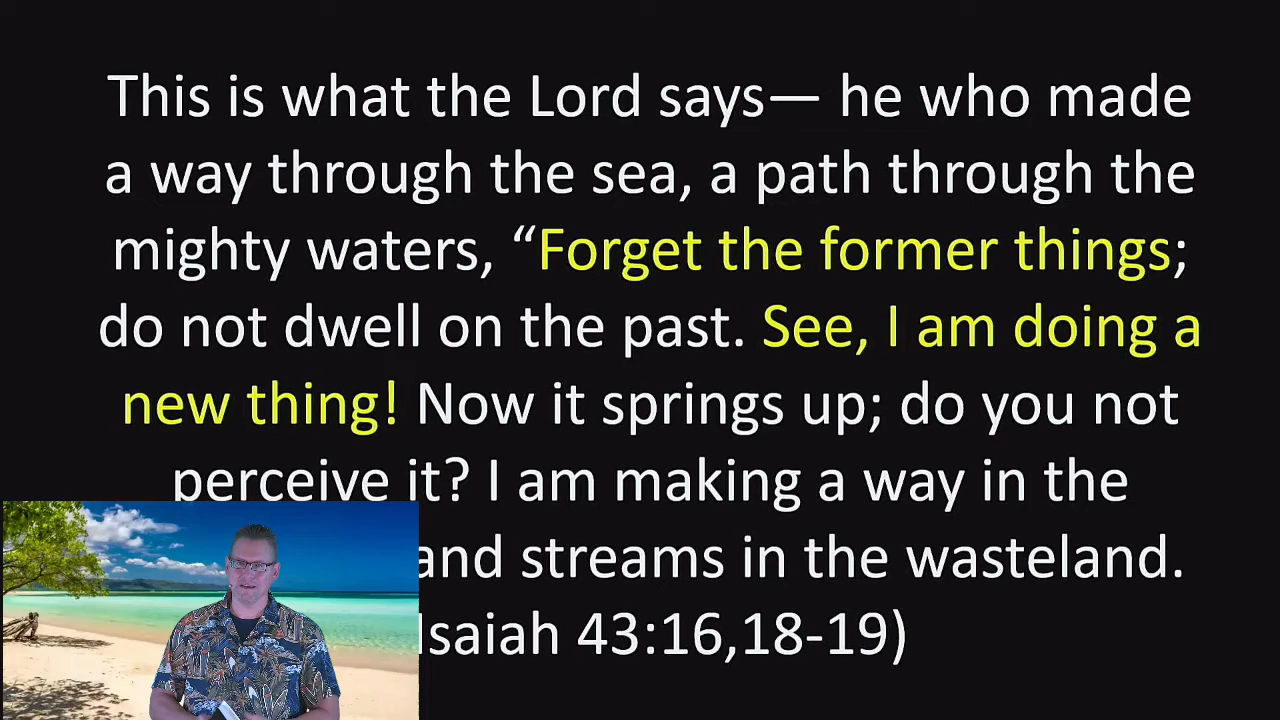 This is what the Lord says— he who made
a way through the sea, a path through the
mighty waters, “Forget the former things;
do not dwell on the past. See, I am doing a
new thing! Now it springs up; do you not
perceive it? I am making a way in the
and streams in the wasteland.
Isaiah 43:16,18-19)